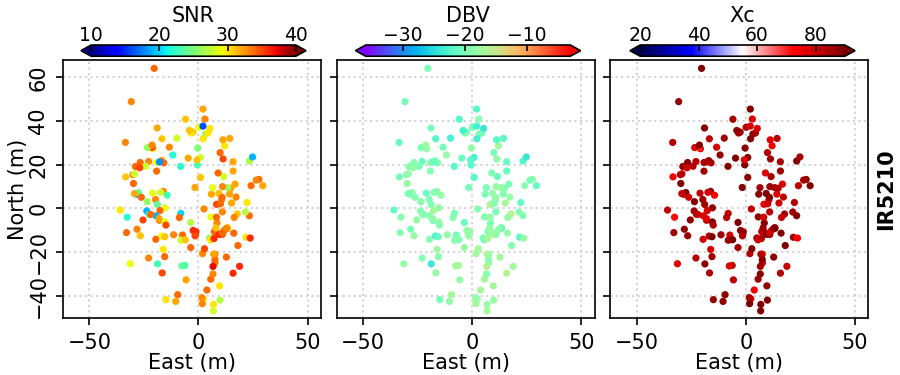 SNR DBV Xc
10 20 30 40 −30 −20 −10 20 40 60 80
North (m)
60
40
20
0
−20
−40
−50 0 50 −50 0 50 −50 0 50
East (m) East (m) East (m)
IR5210